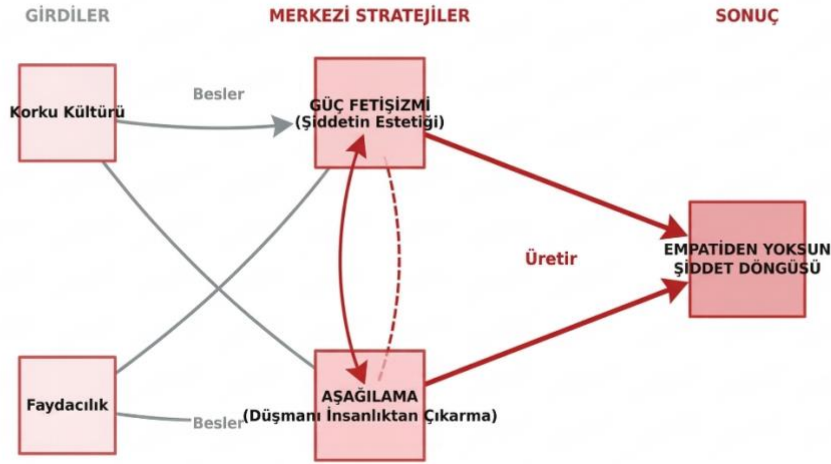 GİRDİLER
MERKEZİ STRATEJİLER
SONUÇ
Korku Kültürü
Besler
GÜÇ FETİŞİZMİ
(Şiddetin Estetiği)
Üretir
EMPATİDEN YOKSUN
ŞİDDET DÖNGÜSÜ
Faydacılık
Besler
AŞAĞILAMA
(Düşmanı İnsanlıktan Çıkarma)